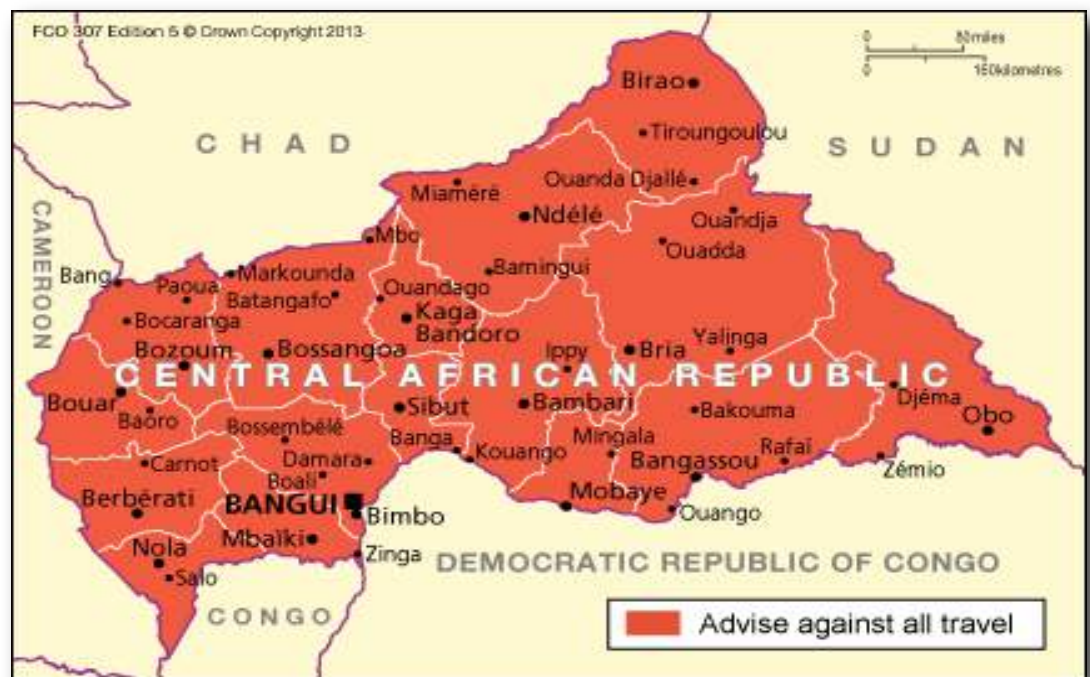 FCO 307 Edition 5 © Crown Copyright 2013
0 80miles
0 160kilometres
Birao
Tiroungoulou
CHAD
SUDAN
Miaméré
Ouanda Djallé
Ndélé
Ouandja
CAMEROON
Mbo
Ouadda
Bang
Markounda
Bamingui
Paoua
Batangafo
Ouandago
Bocaranga
Kaga
Bandoro
Bozoum
Bossangoa
Ippy
Bria
Yalinga
CENTRAL AFRICAN REPUBLIC
Bouar
Baoro
Sibut
Bambari
Bakouma
Djéma
Obo
Bossembélé
Banga
Kouango
Mingala
Rafaï
Carnot
Damara
Boali
Bangassou
Zémio
Berbérati
BANGUI
Bimbo
Mobaye
Ouango
Nola
Mbaïki
Zinga
Salo
DEMOCRATIC REPUBLIC OF CONGO
CONGO
Advise against all travel